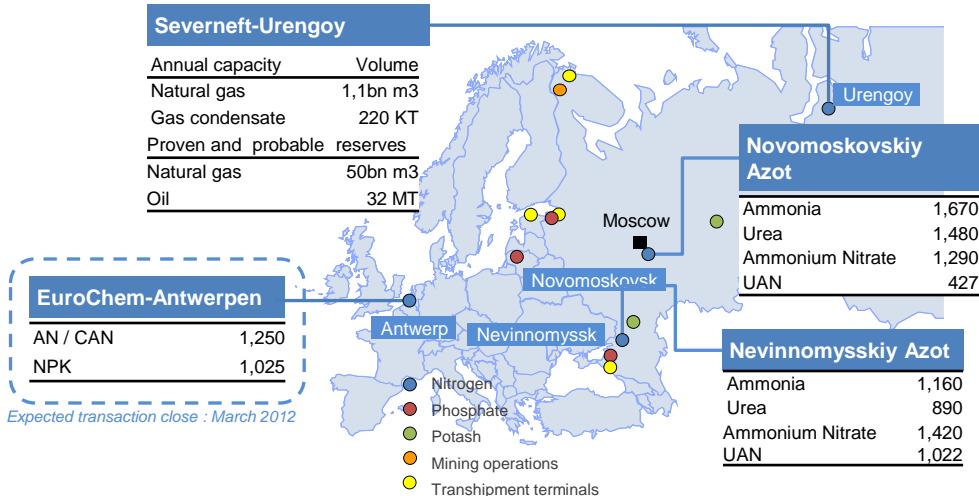 Severneft-Urengoy
Annual capacity Volume
Natural gas 1,1bn m3
Gas condensate 220 KT
Proven and probable reserves
Natural gas 50bn m3
Oil 32 MT
Urengoy
Novomoskovskiy
Azot
Ammonia 1,670
Urea 1,480
Ammonium Nitrate 1,290
UAN 427
Moscow
Novomoskovsk
EuroChem-Antwerpen
AN / CAN 1,250
NPK 1,025
Expected transaction close : March 2012
Antwerp
Nevinnomyssk
Nevinnomysskiy Azot
Ammonia 1,160
Urea 890
Ammonium Nitrate 1,420
UAN 1,022
Nitrogen
Phosphate
Potash
Mining operations
Transhipment terminals